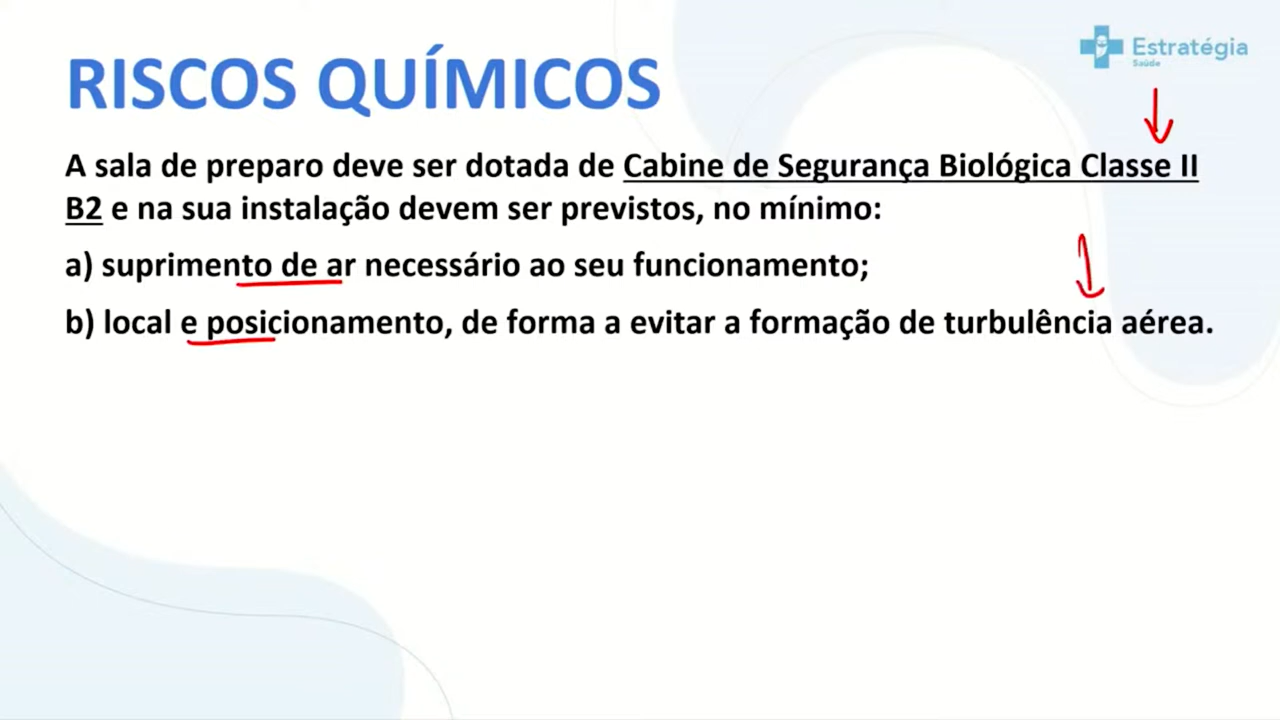 Estratégia
Saúde
RISCOS QUÍMICOS
A sala de preparo deve ser dotada de Cabine de Segurança Biológica Classe II
B2 e na sua instalação devem ser previstos, no mínimo:
a) suprimento de ar necessário ao seu funcionamento;
b) local e posicionamento, de forma a evitar a formação de turbulência aérea.